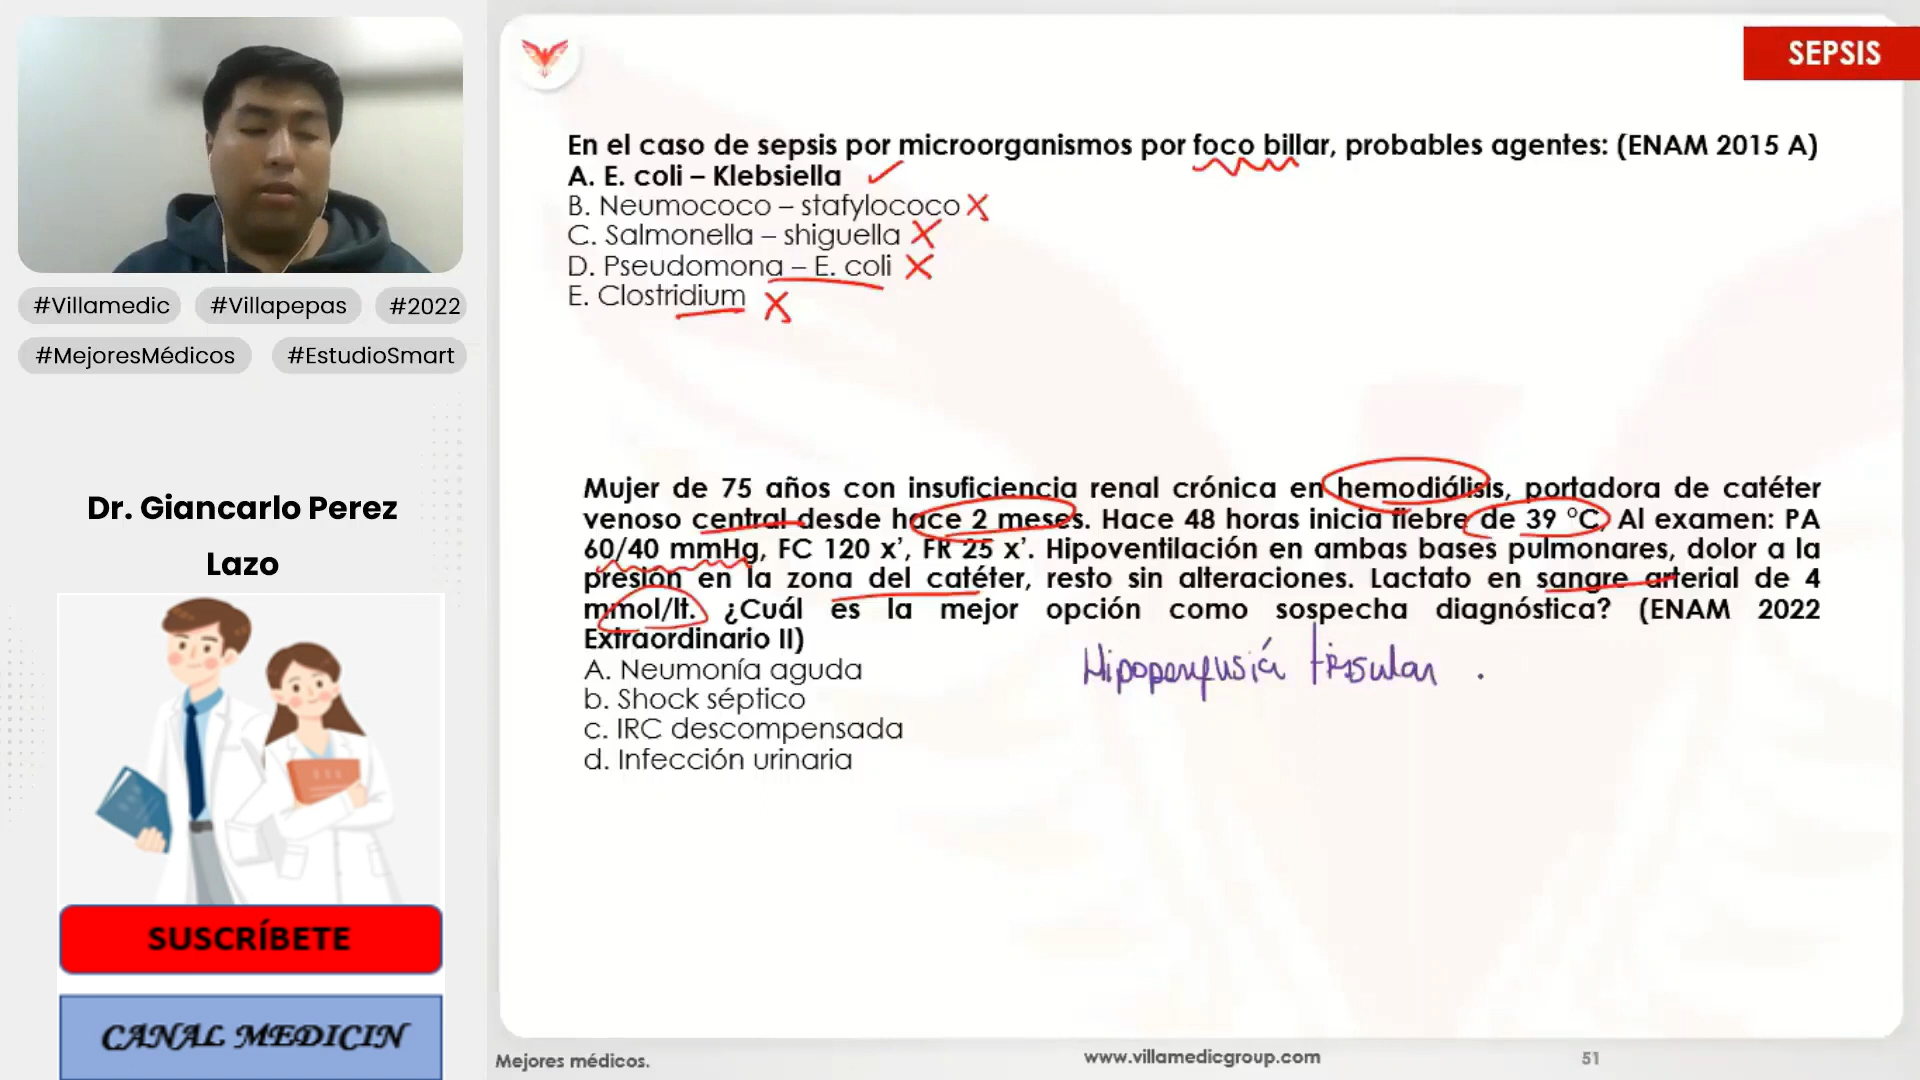 #Villamedic #Villapepas #2022
#MejoresMédicos #EstudioSmart
Dr. Giancarlo Perez
Lazo
SUSCRÍBETE
CANAL MEDICIN
SEPSIS
En el caso de sepsis por microorganismos por foco billar, probables agentes: (ENAM 2015 A)
A. E. coli – Klebsiella
B. Neumococo – stafylococo
C. Salmonella – shiguella
D. Pseudomona – E. coli
E. Clostridium
Mujer de 75 años con insuficiencia renal crónica en hemodiálisis, portadora de catéter
venoso central desde hace 2 meses. Hace 48 horas inicia fiebre de 39 °C, Al examen: PA
60/40 mmHg, FC 120 x’, FR 25 x’. Hipoventilación en ambas bases pulmonares, dolor a la
presión en la zona del catéter, resto sin alteraciones. Lactato en sangre arterial de 4
mmol/lt. ¿Cuál es la mejor opción como sospecha diagnóstica? (ENAM 2022
Extraordinario II)
Hipoperfusión tisular .
A. Neumonía aguda
b. Shock séptico
c. IRC descompensada
d. Infección urinaria
Mejores médicos.
www.villamedicgroup.com
51